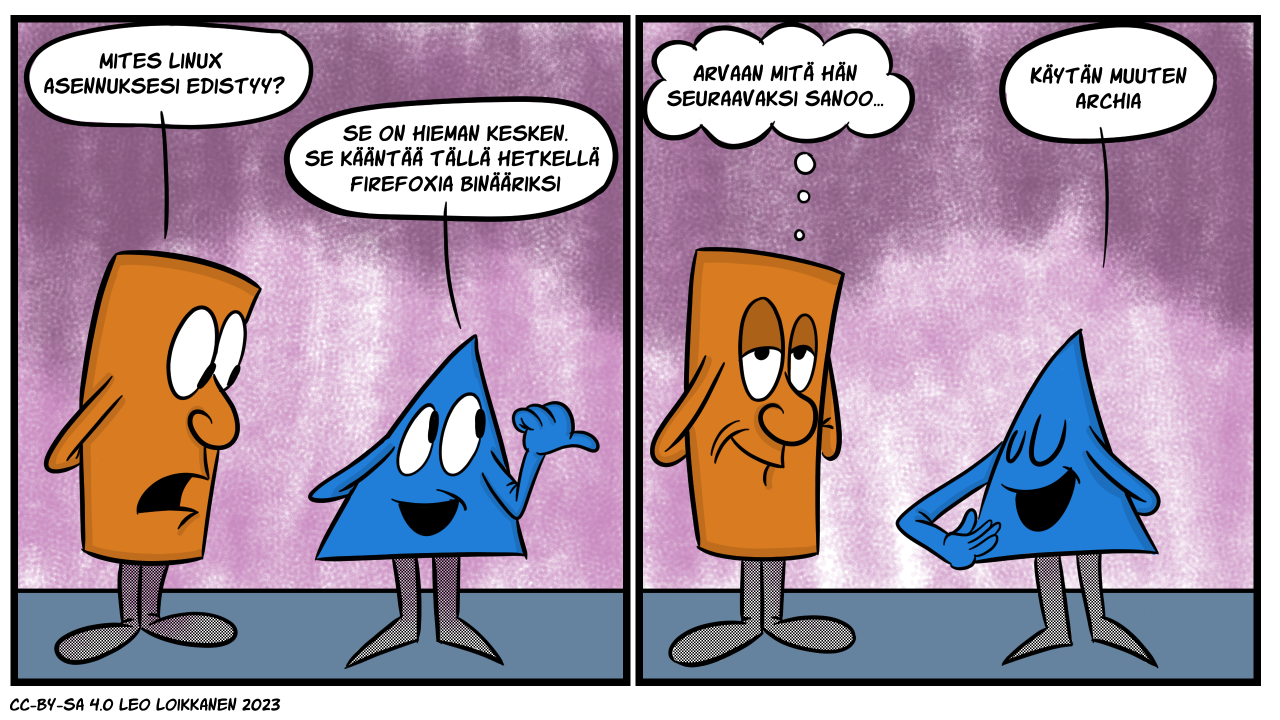 MITES LINUX
ASENNUKSESI EDISTYY?
SE ON HIEMAN KESKEN.
SE KÄÄNTÄÄ TÄLLÄ HETKELLÄ
FIREFOXIA BINÄÄRIKSI
ARVAAN MITÄ HÄN
SEURAAVAKSI SANOO...
KÄYTÄN MUUTEN
ARCHIA
CC-BY-SA 4.0 LEO LOIKKANEN 2023